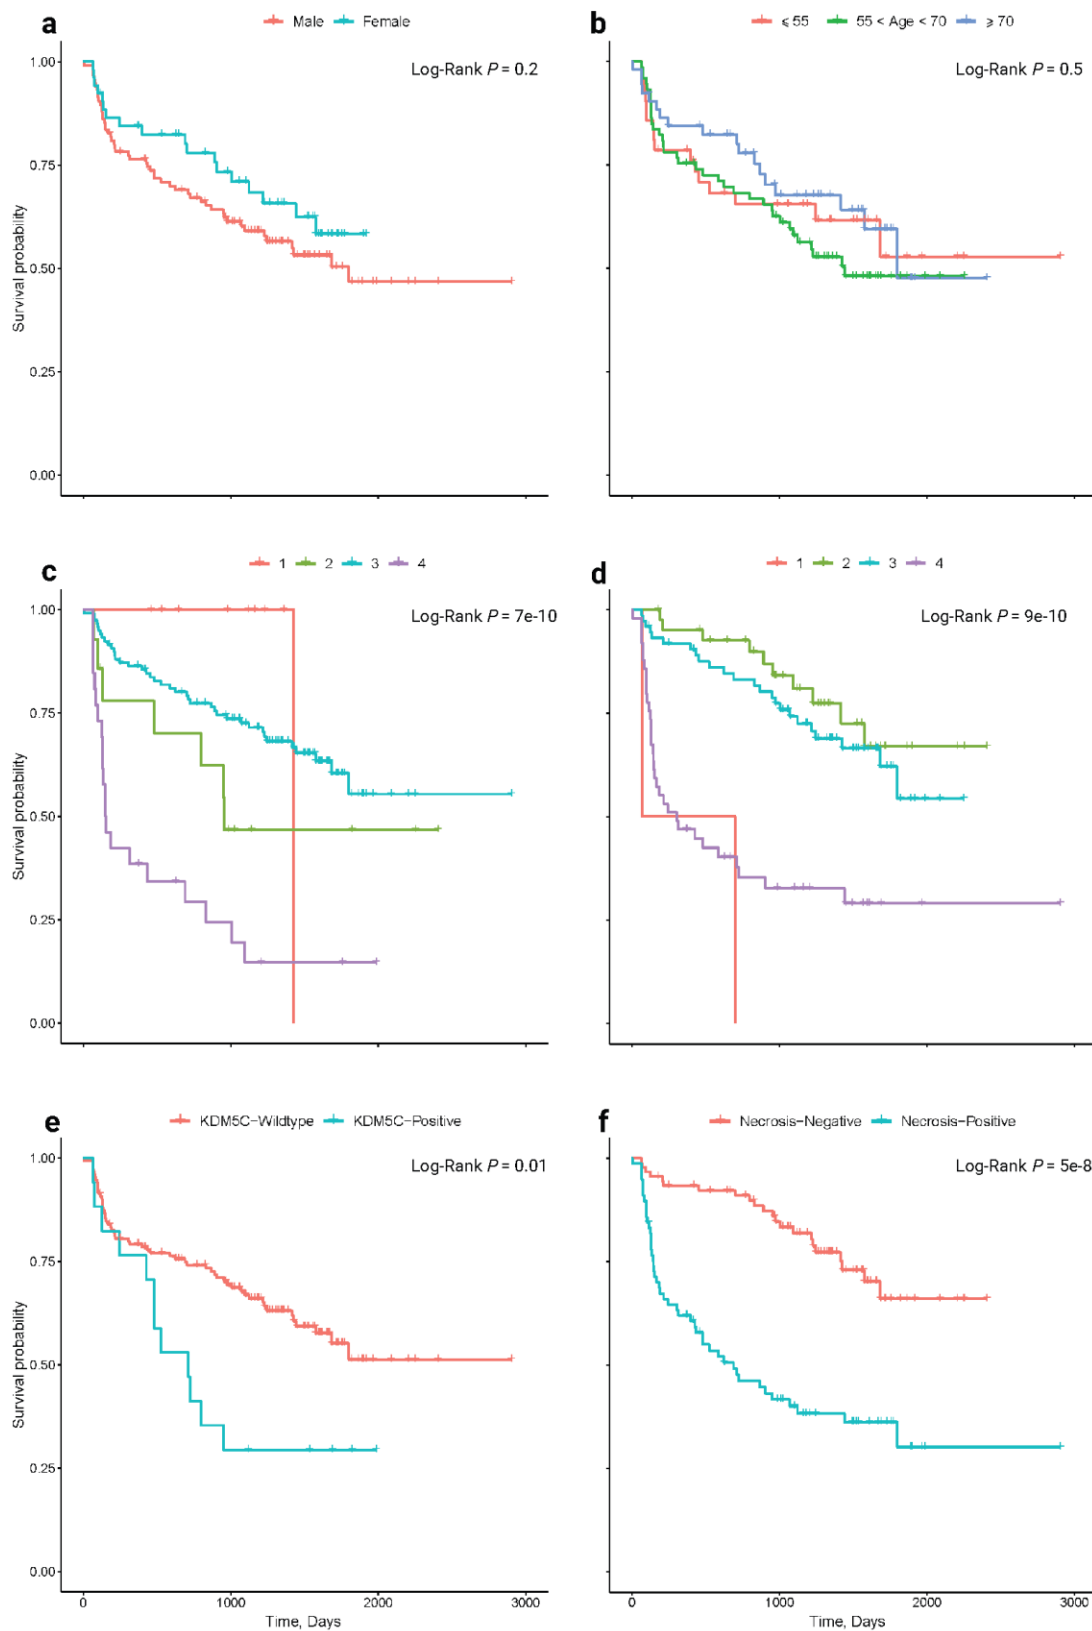 a
Male Female
Log-Rank P = 0.2
1.00
0.75
0.50
0.25
0.00
Survival probability
b
≤ 55 55 < Age < 70 ≥ 70
Log-Rank P = 0.5
c
1 2 3 4
Log-Rank P = 7e-10
1.00
0.75
0.50
0.25
0.00
Survival probability
d
1 2 3 4
Log-Rank P = 9e-10
e
KDM5C-Wildtype KDM5C-Positive
Log-Rank P = 0.01
1.00
0.75
0.50
0.25
0.00
Survival probability
0 1000 2000 3000
Time, Days
f
Necrosis-Negative Necrosis-Positive
Log-Rank P = 5e-8
0 1000 2000 3000
Time, Days